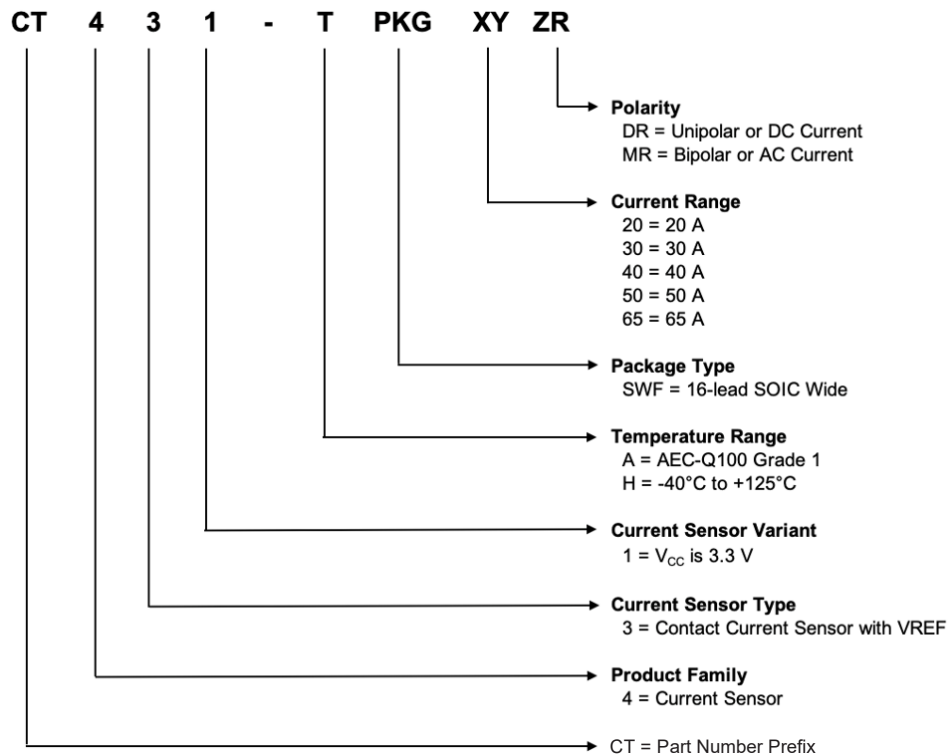 CT 4 3 1 - T PKG XY ZR
Polarity
DR = Unipolar or DC Current
MR = Bipolar or AC Current
Current Range
20 = 20 A
30 = 30 A
40 = 40 A
50 = 50 A
65 = 65 A
Package Type
SWF = 16-lead SOIC Wide
Temperature Range
A = AEC-Q100 Grade 1
H = -40°C to +125°C
Current Sensor Variant
1 = VCC is 3.3 V
Current Sensor Type
3 = Contact Current Sensor with VREF
Product Family
4 = Current Sensor
CT = Part Number Prefix